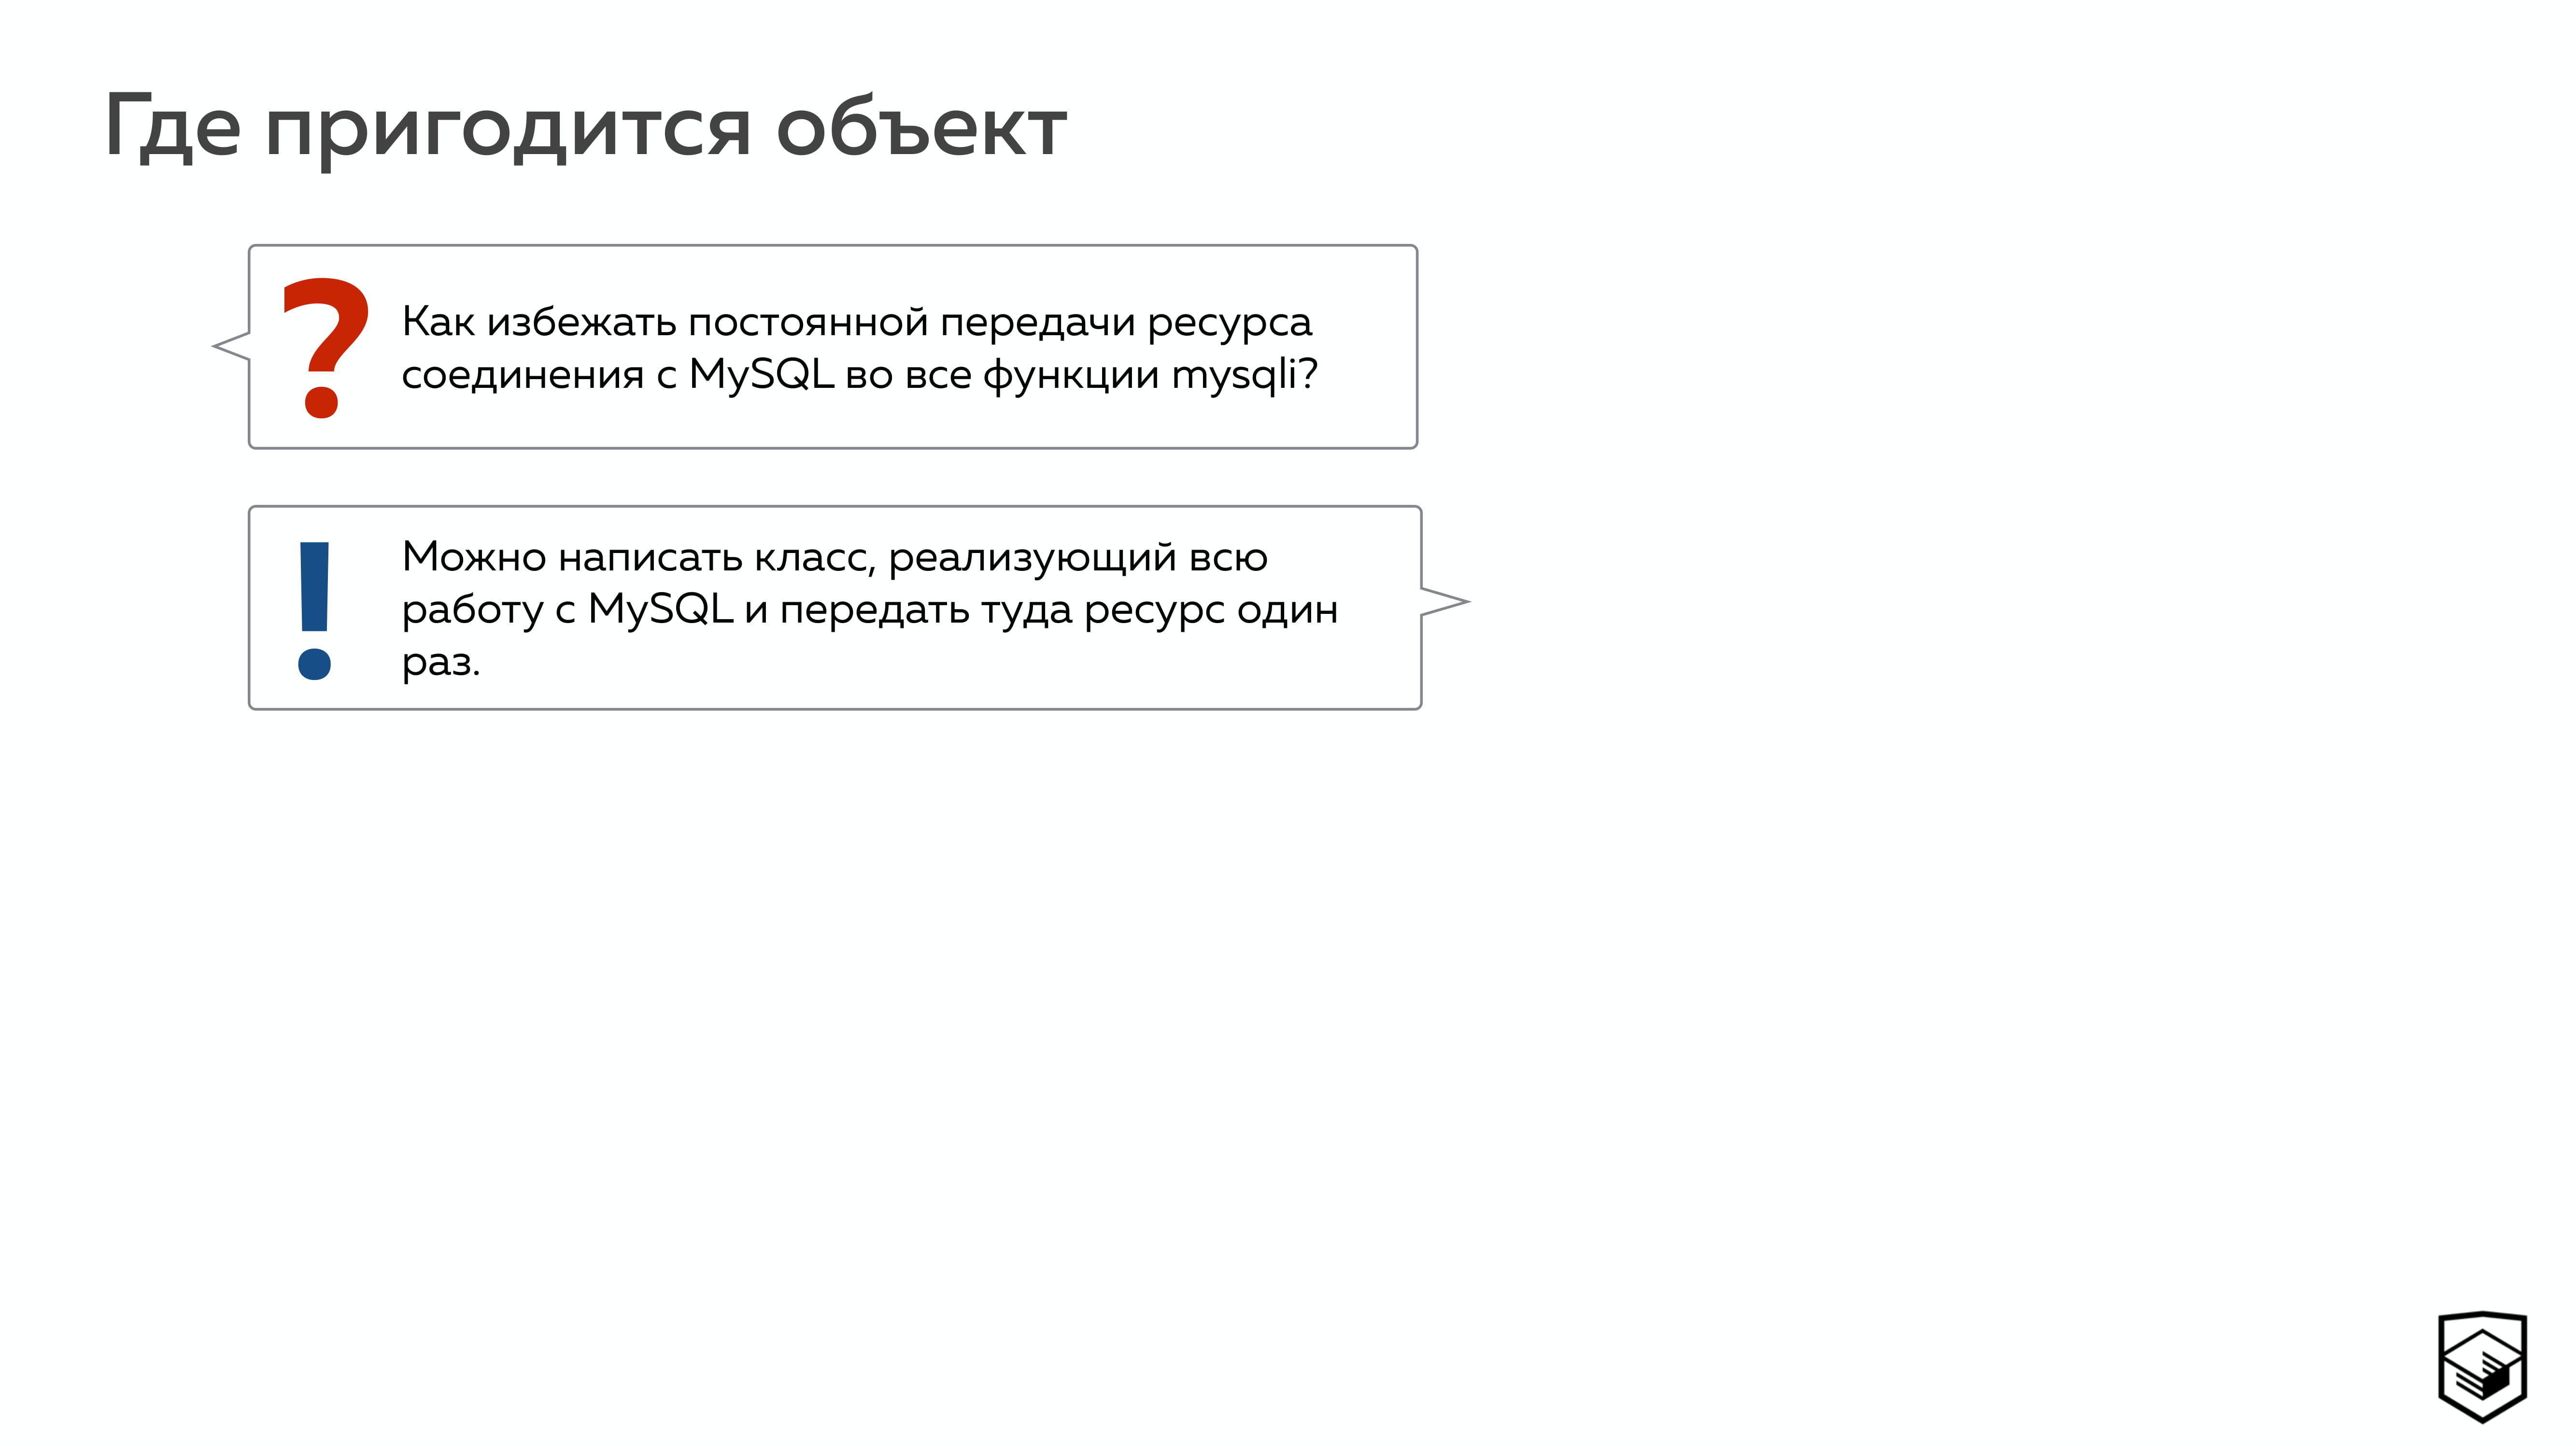 Где пригодится объект
?
Как избежать постоянной передачи ресурса
соединения с MySQL во все функции mysqli?
!
Можно написать класс, реализующий всю
работу с MySQL и передать туда ресурс один
раз.